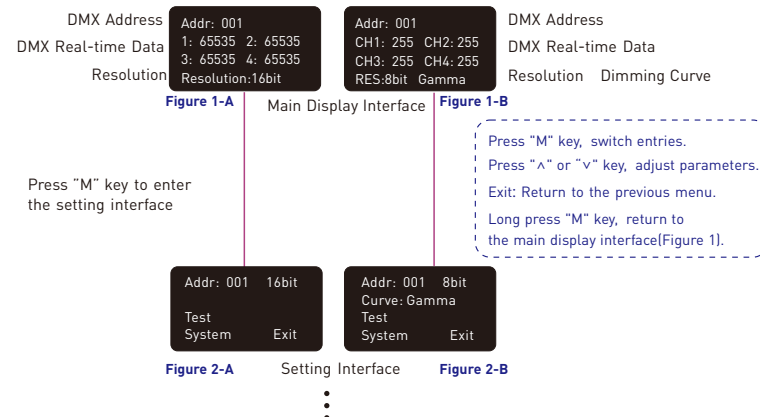 DMX Address
DMX Real-time Data
Resolution
Addr: 001
1: 65535 2: 65535
3: 65535 4: 65535
Resolution:16bit
Addr: 001
CH1: 255 CH2: 255
CH3: 255 CH4: 255
RES:8bit Gamma
DMX Address
DMX Real-time Data
Resolution Dimming Curve
Figure 1-A
Main Display Interface
Figure 1-B
Press "M" key to enter
the setting interface
Press "M" key, switch entries.
Press "∧" or "∨" key, adjust parameters.
Exit: Return to the previous menu.
Long press "M" key, return to
the main display interface(Figure 1).
Addr: 001 16bit
Test
System Exit
Addr: 001 8bit
Curve: Gamma
Test
System Exit
Figure 2-A
Setting Interface
Figure 2-B